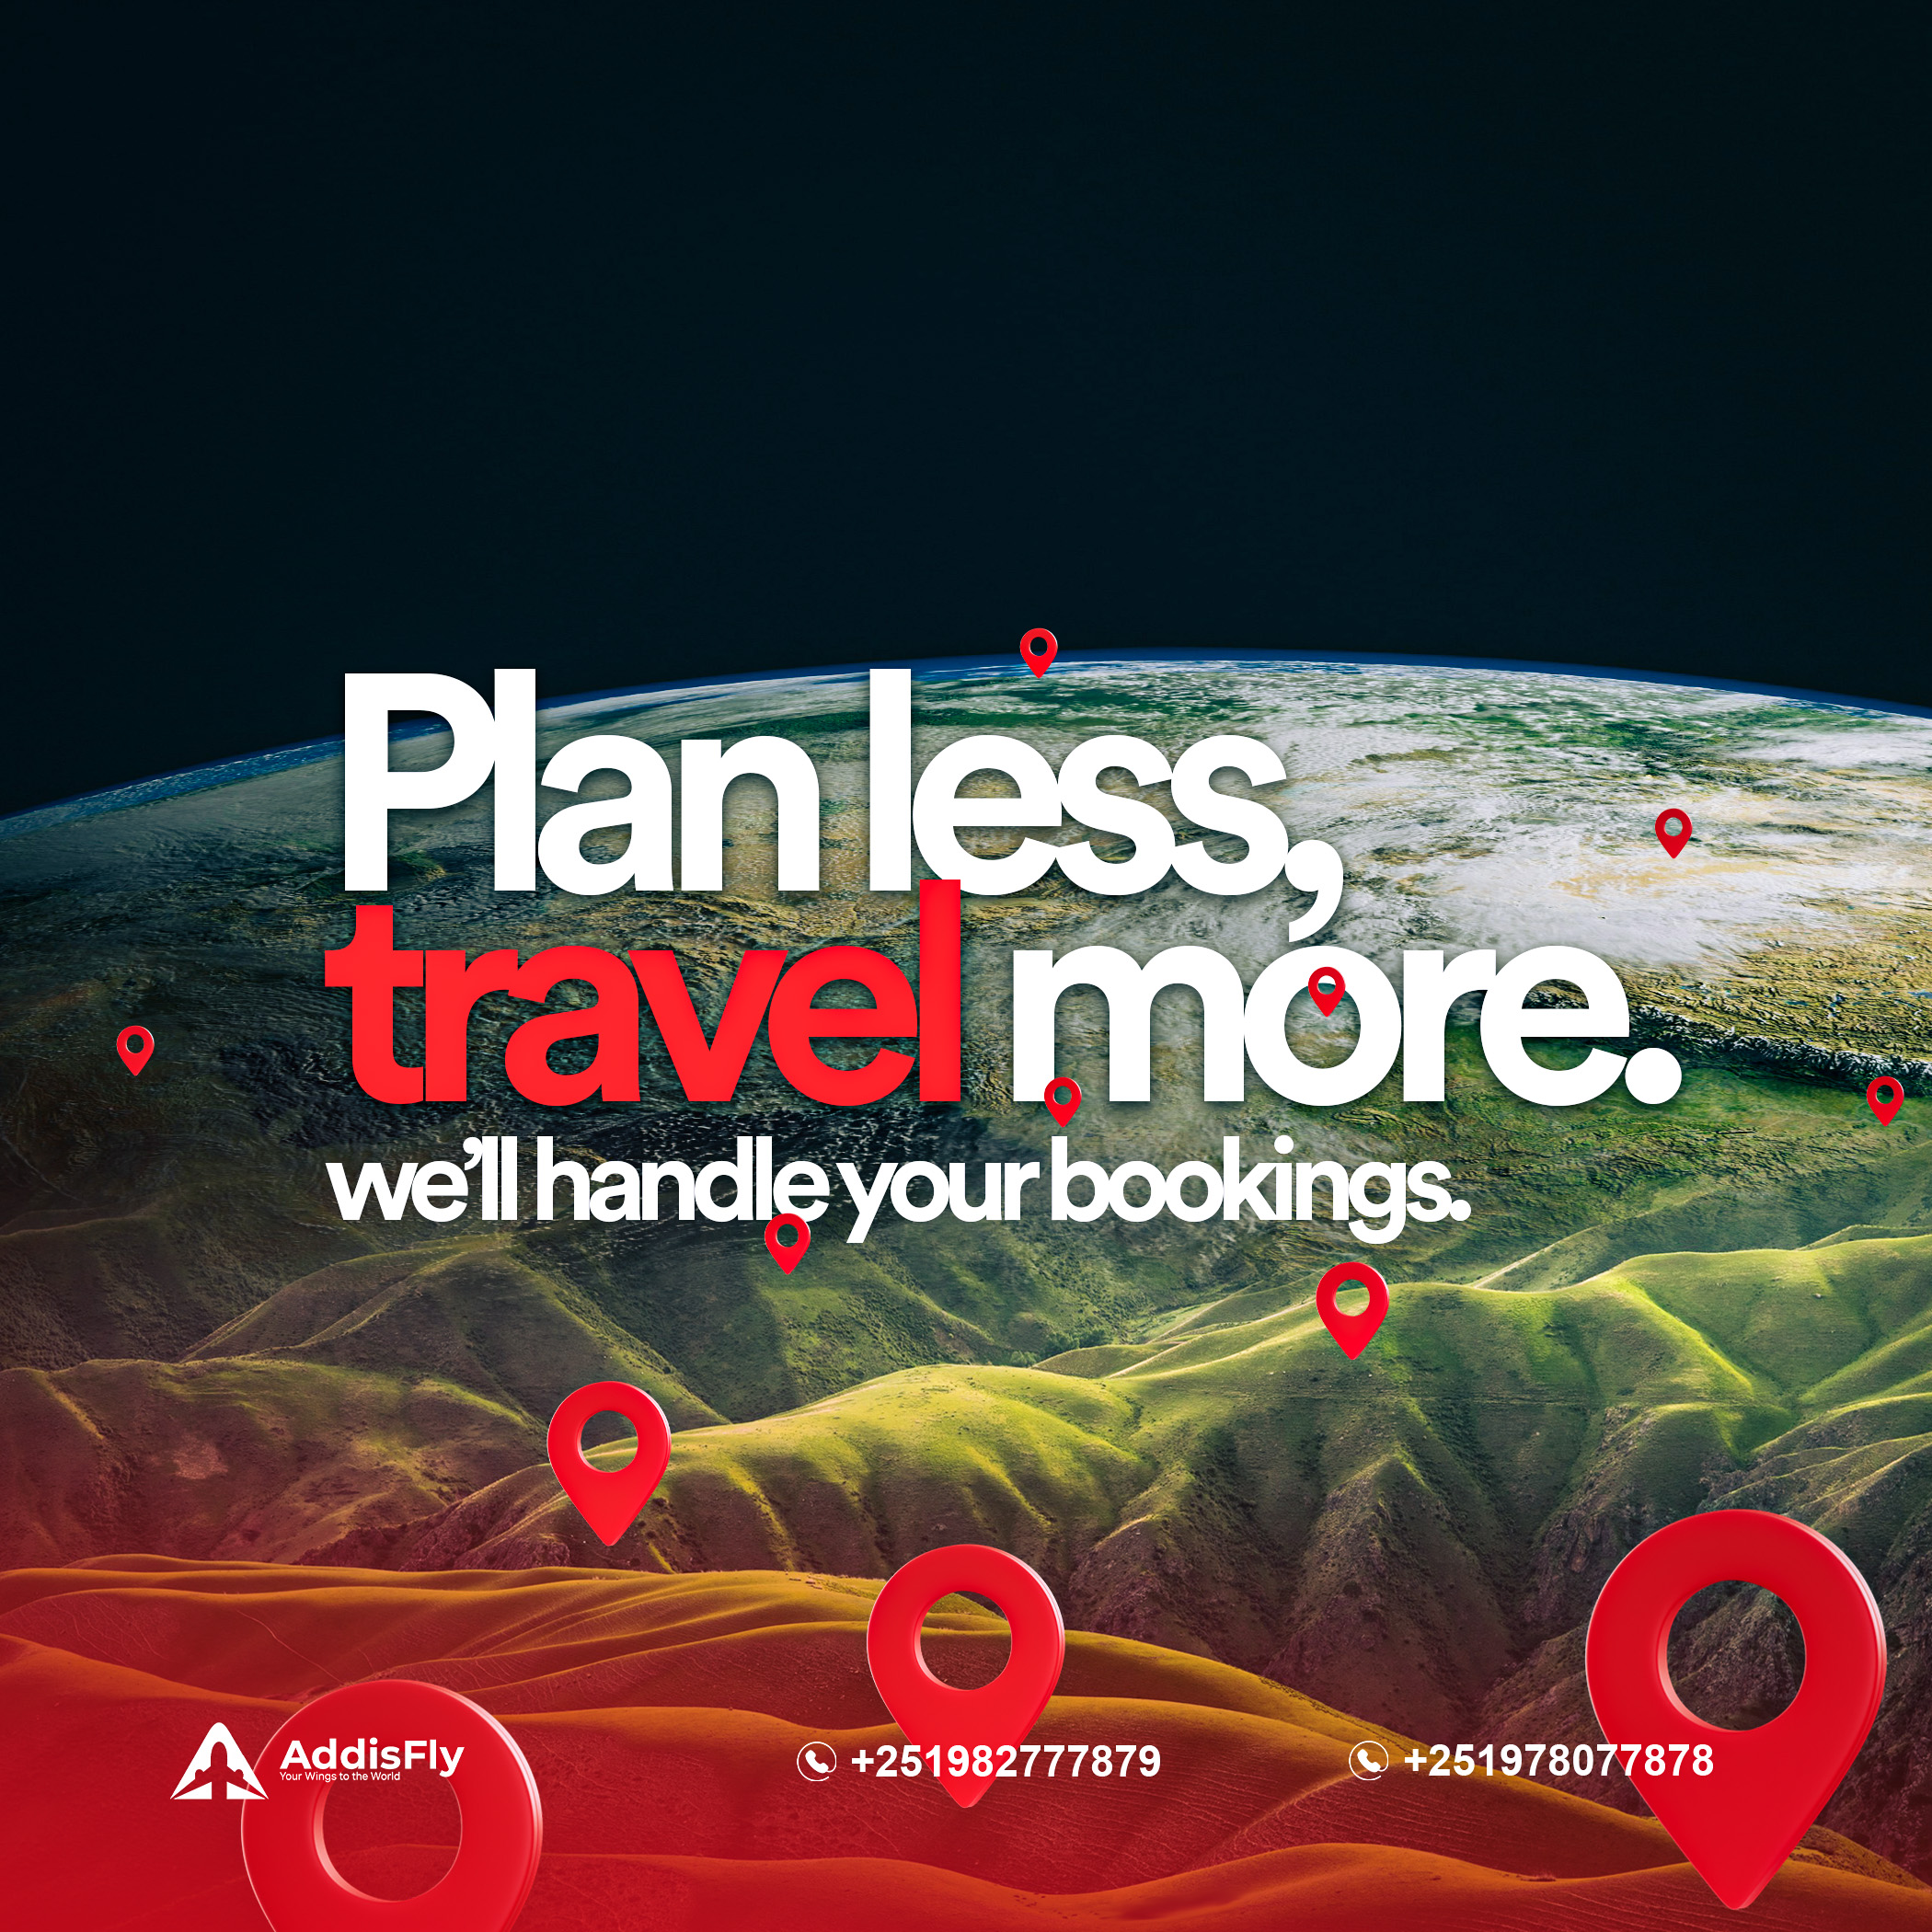 Plan less,
travel more.
we'll handle your bookings.
AddisFly
Your Wings to the World
+251982777879
+251978077878